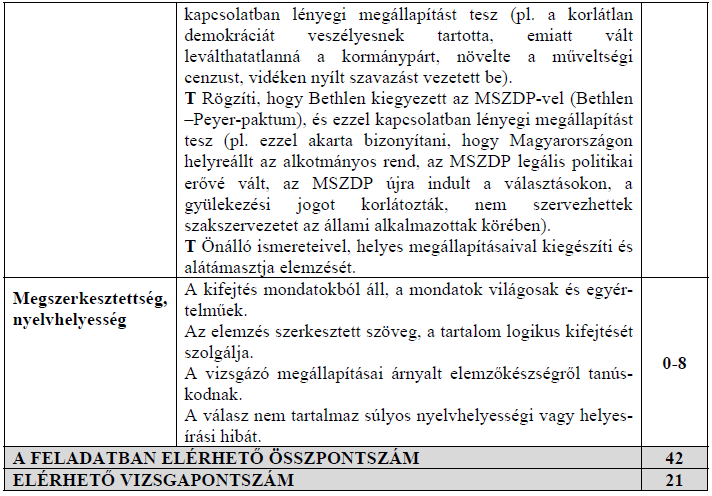 kapcsolatban lényegi megállapítást tesz (pl. a korlátlan
demokráciát veszélyesnek tartotta, emiatt vált
leválthatatlanná a kormánypárt, növelte a műveltségi
cenzust, vidéken nyílt szavazást vezetett be).
T Rögzíti, hogy Bethlen kiegyezett az MSZDP-vel (Bethlen
–Peyer-paktum), és ezzel kapcsolatban lényegi megállapítást
tesz (pl. ezzel akarta bizonyítani, hogy Magyarországon
helyreállt az alkotmányos rend, az MSZDP legális politikai
erővé vált, az MSZDP újra indult a választásokon, a
gyülekezési jogot korlátozták, nem szervezhettek
szakszervezetet az állami alkalmazottak körében).
T Önálló ismereteivel, helyes megállapításaival kiegészíti és
alátámasztja elemzését.
Megszerkesztettség,
nyelvhelyesség
A kifejtés mondatokból áll, a mondatok világosak és egyér-
telműek.
Az elemzés szerkesztett szöveg, a tartalom logikus kifejtését
szolgálja.
A vizsgázó megállapításai árnyalt elemzőkészségről tanús-
kodnak.
A válasz nem tartalmaz súlyos nyelvhelyességi vagy helyes-
írási hibát.
0-8
A FELADATBAN ELÉRHETŐ ÖSSZPONTSZÁM 42
ELÉRHETŐ VIZSGAPONTSZÁM 21